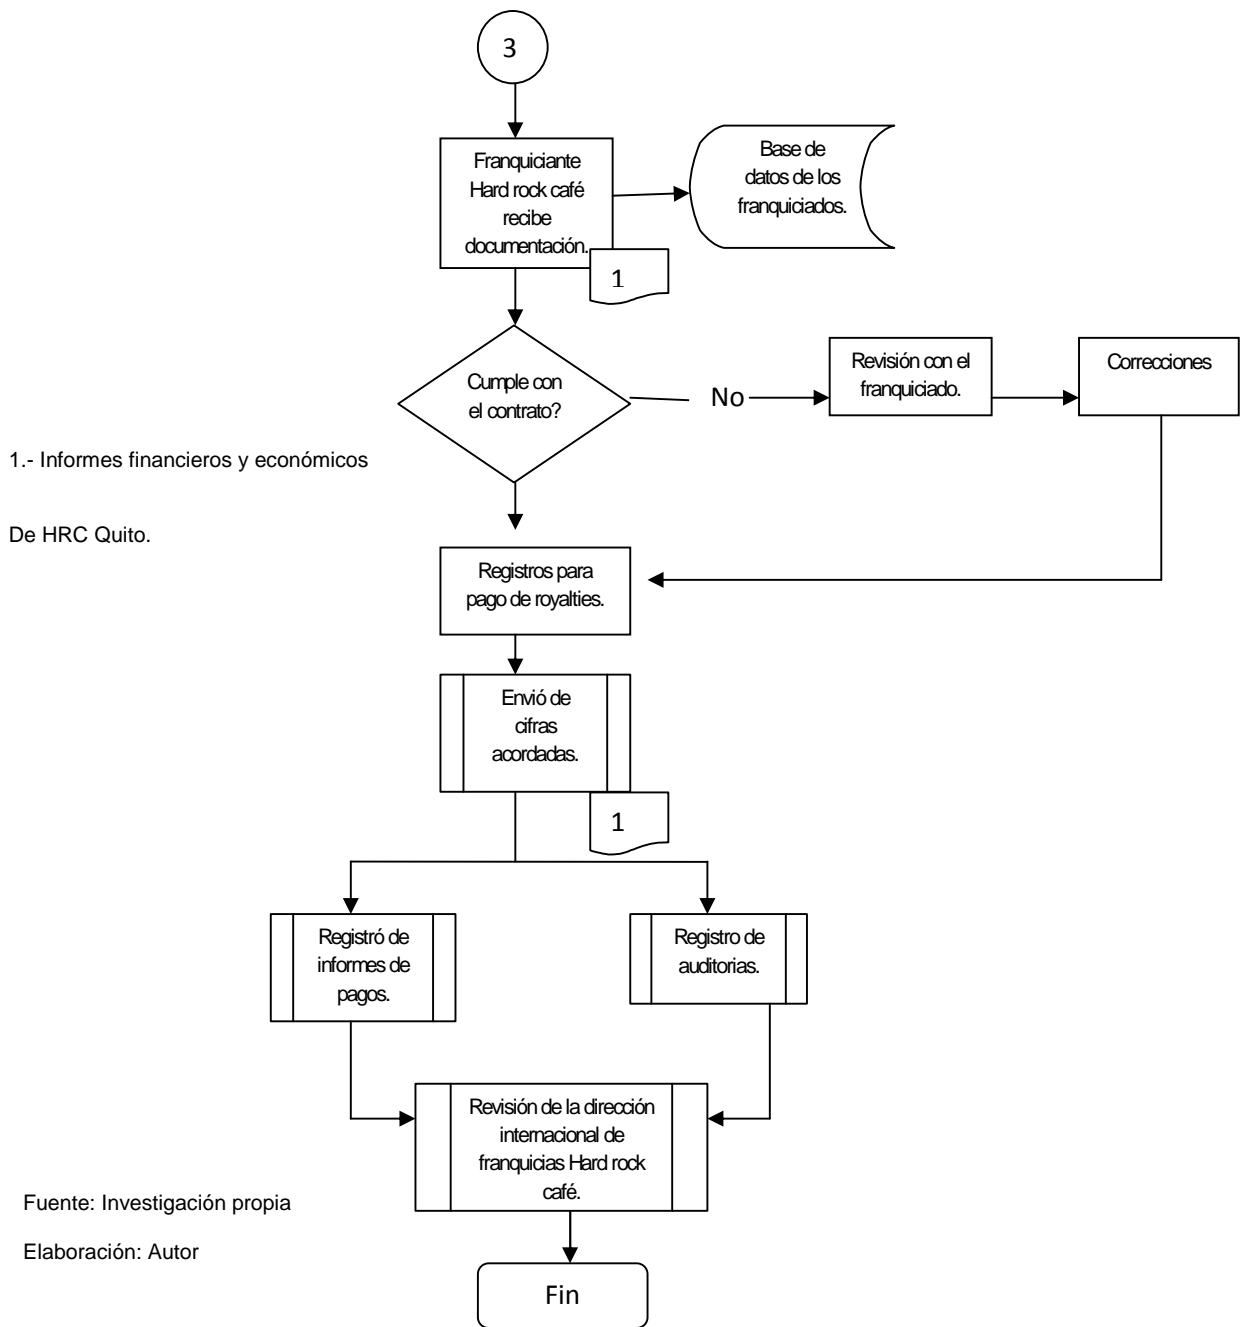 3
Franquiciante
Hard rock café
recibe
documentación.
Base de
datos de los
franquiciados.
1
Cumple con
el contrato?
No
Revisión con el
franquiciado.
Correcciones
1.- Informes financieros y económicos
De HRC Quito.
Registros para
pago de royalties.
Envió de
cifras
acordadas.
1
Registró de
informes de
pagos.
Registro de
auditorias.
Revisión de la dirección
internacional de
franquicias Hard rock
café.
Fuente: Investigación propia
Elaboración: Autor
Fin